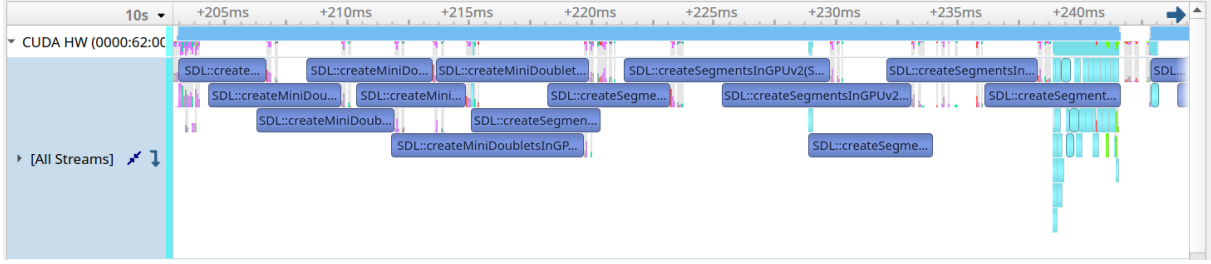 10s +205ms +210ms +215ms +220ms +225ms +230ms +235ms +240ms
CUDA HW (0000:62:00
SDL::create... SDL::createMiniDo... SDL::createMiniDoublet... SDL::createSegmentsInGPUv2(S... SDL::createSegmentsIn... SDL...
SDL::createMiniDou... SDL::createMini... SDL::createSegme... SDL::createSegmentsInGPUv2... SDL::createSegment...
SDL::createMiniDoub... SDL::createSegmen...
SDL::createMiniDoubletsInGP... SDL::createSegme...
[All Streams]